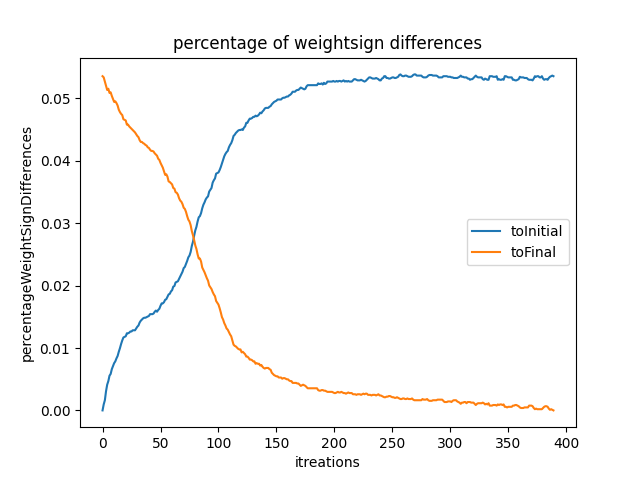 percentage of weightsign differences
percentageWeightSignDifferences
0.05
0.04
0.03
0.02
0.01
0.00
toInitial
toFinal
0 50 100 150 200 250 300 350 400
itreations